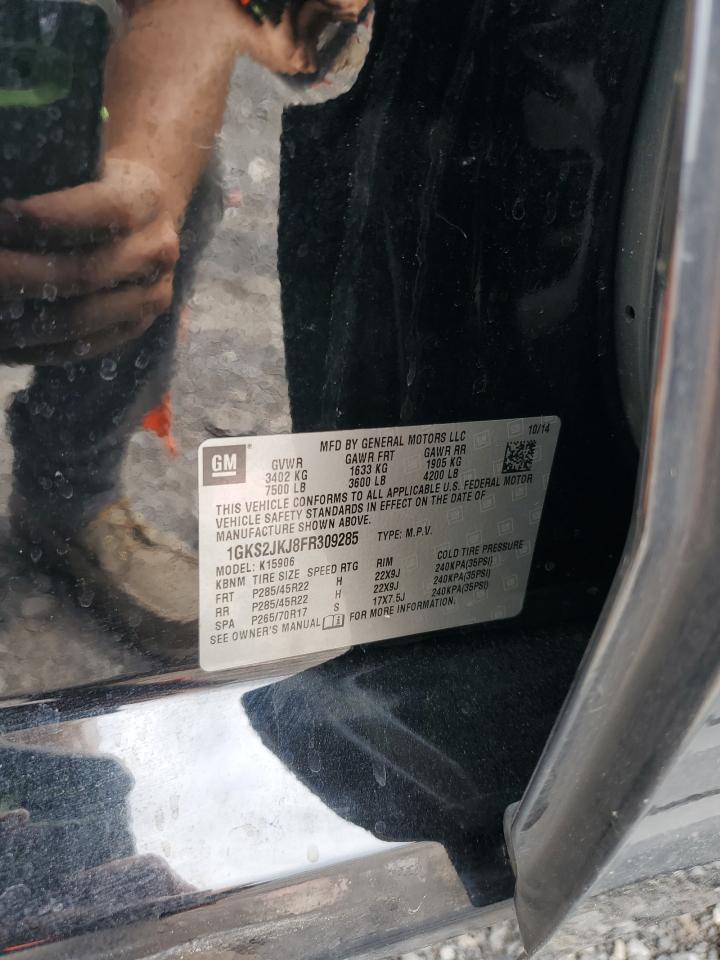 GM
MFD BY GENERAL MOTORS LLC
10/14
GVWR GAWR FRT GAWR RR
3402 KG 1633 KG 1905 KG
7500 LB 3600 LB 4200 LB
THIS VEHICLE CONFORMS TO ALL APPLICABLE U.S. FEDERAL MOTOR
VEHICLE SAFETY STANDARDS IN EFFECT ON THE DATE OF
MANUFACTURE SHOWN ABOVE.
1GKS2JKJ8FR309285 TYPE: M.P.V.
MODEL: K15906
KBNM TIRE SIZE SPEED RTG RIM COLD TIRE PRESSURE
FRT P285/45R22 H 22X9J 240KPA(35PSI)
RR P285/45R22 H 22X9J 240KPA(35PSI)
SPA P265/70R17 S 17X7.5J 240KPA(35PSI)
SEE OWNER'S MANUAL FOR MORE INFORMATION.